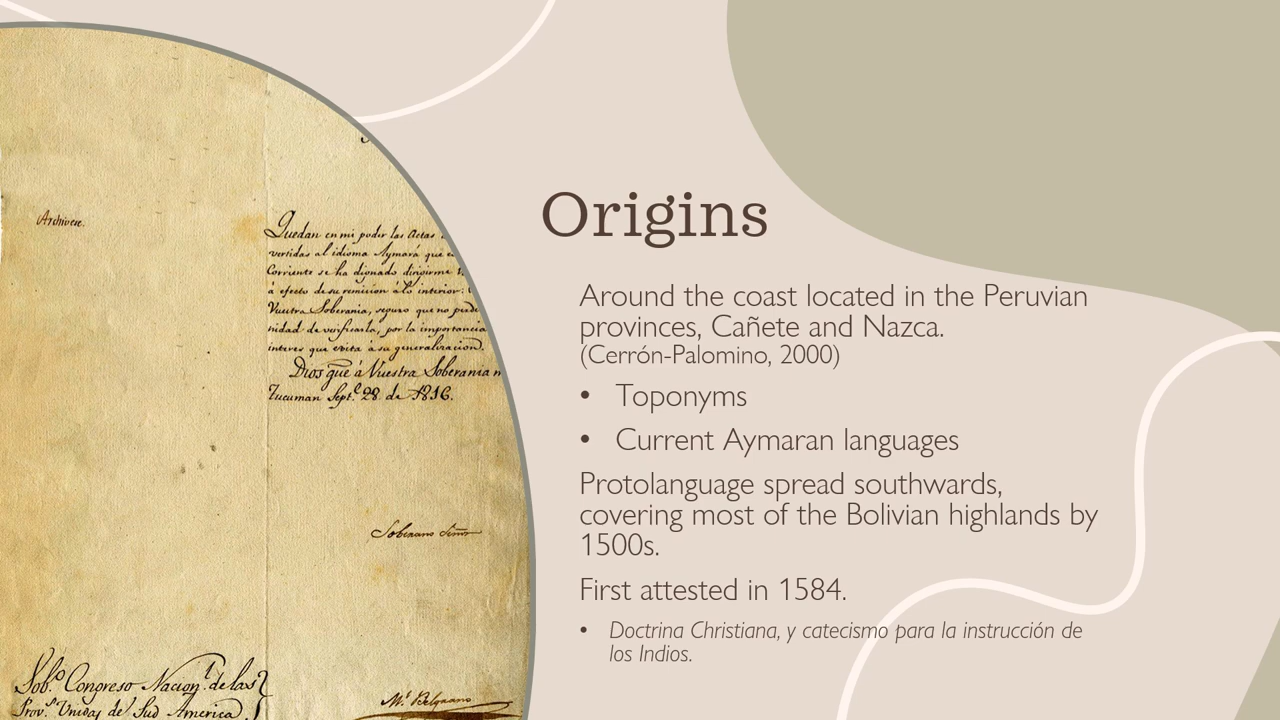 Archivese.
Quedan en mi poder las Actas
vertidas al idioma Aymará que e
Corriente se ha dignado dirigirme
á efecto de su remicion á lo interior:
Vuestra Soberania, seguro que no perde
nidad de verificarla, por la importancia
interes que evita á su generalizacion.
Dios gue á Vuestra Soberania m
Tucuman Sept.e 28 de 1816.
Soberano Señor
Sob.º Congreso Nacion.l de las
Prov.s Unidas de Sud America
M.l Belgrano
Origins
Around the coast located in the Peruvian
provinces, Cañete and Nazca.
(Cerrón-Palomino, 2000)
• Toponyms
• Current Aymaran languages
Protolanguage spread southwards,
covering most of the Bolivian highlands by
1500s.
First attested in 1584.
• Doctrina Christiana, y catecismo para la instrucción de
los Indios.